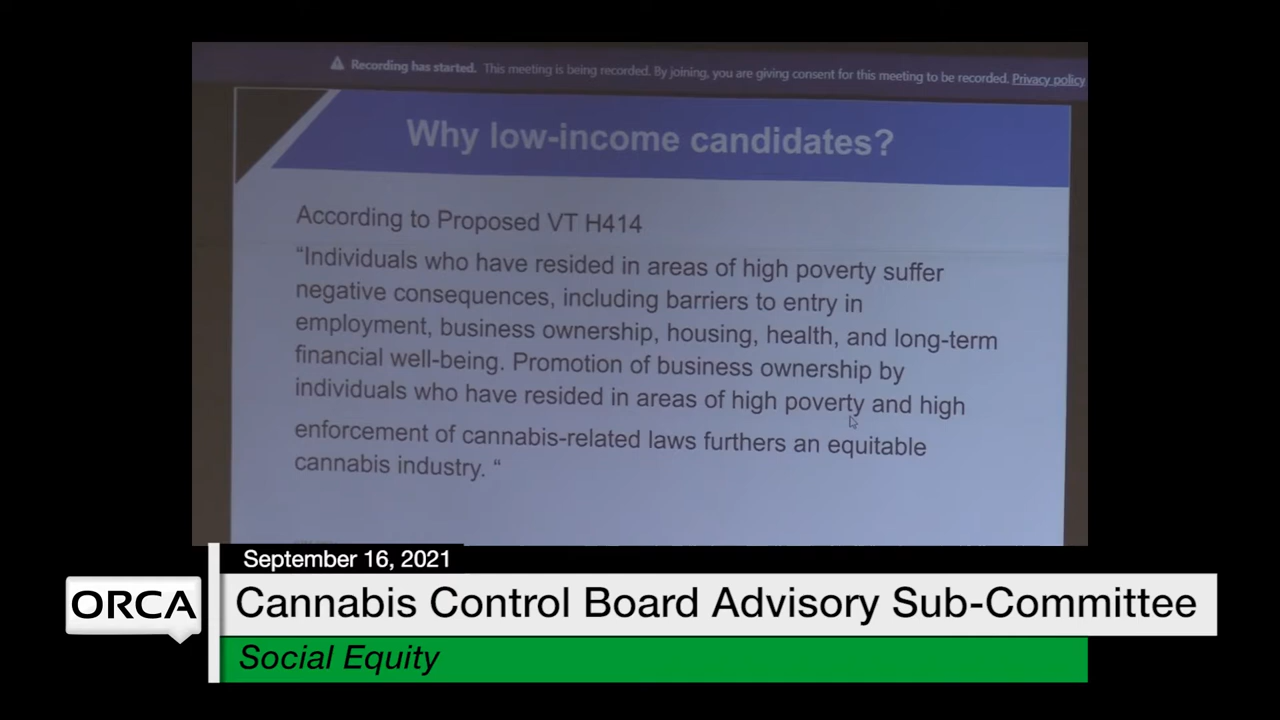 Recording has started. This meeting is being recorded. By joining, you are giving consent for this meeting to be recorded. Privacy policy
Why low-income candidates?
According to Proposed VT H414
“Individuals who have resided in areas of high poverty suffer
negative consequences, including barriers to entry in
employment, business ownership, housing, health, and long-term
financial well-being. Promotion of business ownership by
individuals who have resided in areas of high poverty and high
enforcement of cannabis-related laws furthers an equitable
cannabis industry. “
September 16, 2021
ORCA
Cannabis Control Board Advisory Sub-Committee
Social Equity